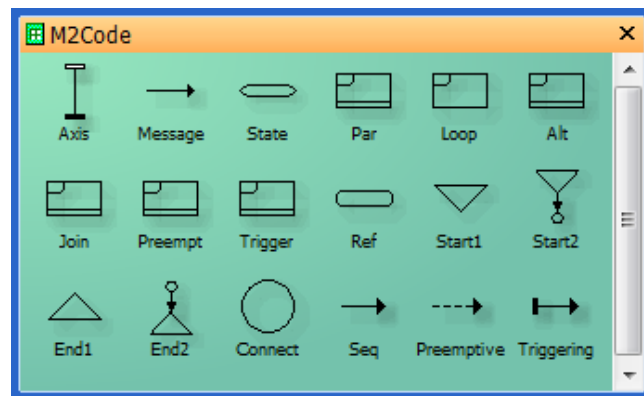 M2Code
Axis Message State Par Loop Alt
Join Preempt Trigger Ref Start1 Start2
End1 End2 Connect Seq Preemptive Triggering